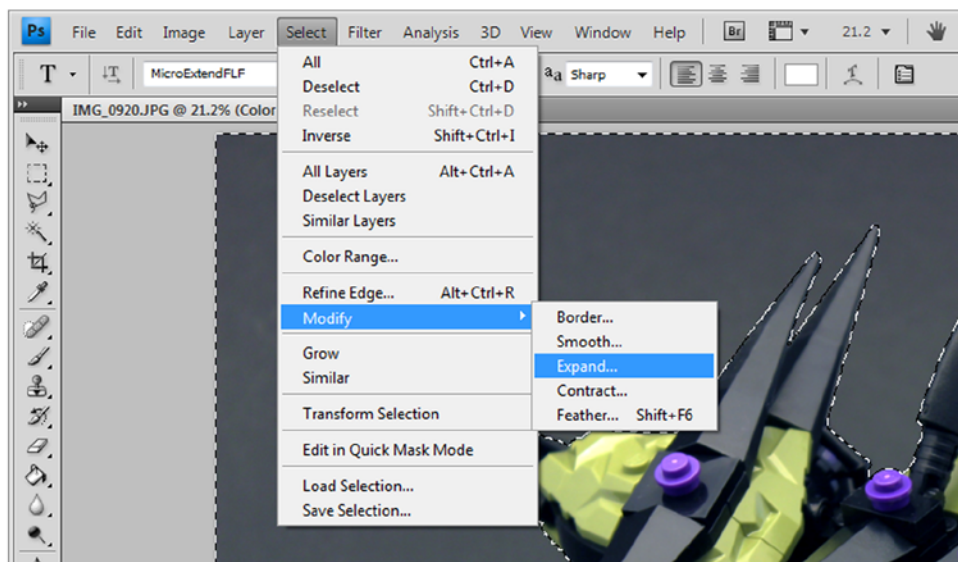 Ps File Edit Image Layer Select Filter Analysis 3D View Window Help Br 21.2
T T MicroExtendFLF aa Sharp
IMG_0920.JPG @ 21.2% (Color
All Ctrl+A
Deselect Ctrl+D
Reselect Shift+Ctrl+D
Inverse Shift+Ctrl+I
All Layers Alt+Ctrl+A
Deselect Layers
Similar Layers
Color Range...
Refine Edge... Alt+Ctrl+R
Modify
Border...
Smooth...
Expand...
Contract...
Feather... Shift+F6
Grow
Similar
Transform Selection
Edit in Quick Mask Mode
Load Selection...
Save Selection...